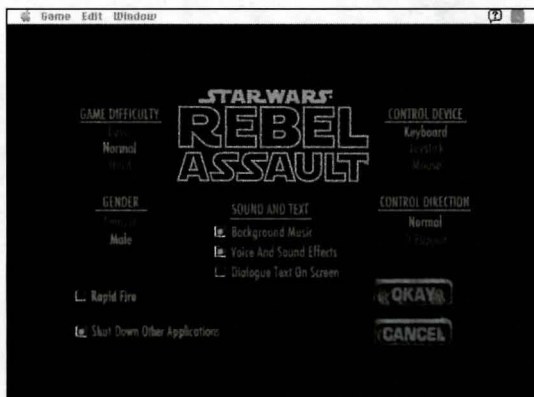 Game Edit Window
STAR WARS
REBEL
ASSAULT
GAME DIFFICULTY
Easy
Normal
Hard
GENDER
Female
Male
SOUND AND TEXT
Background Music
Voice And Sound Effects
Dialogue Text On Screen
CONTROL DEVICE
Keyboard
Joystick
Mouse
CONTROL DIRECTION
Normal
Rapid Fire
Shut Down Other Applications
OKAY
CANCEL